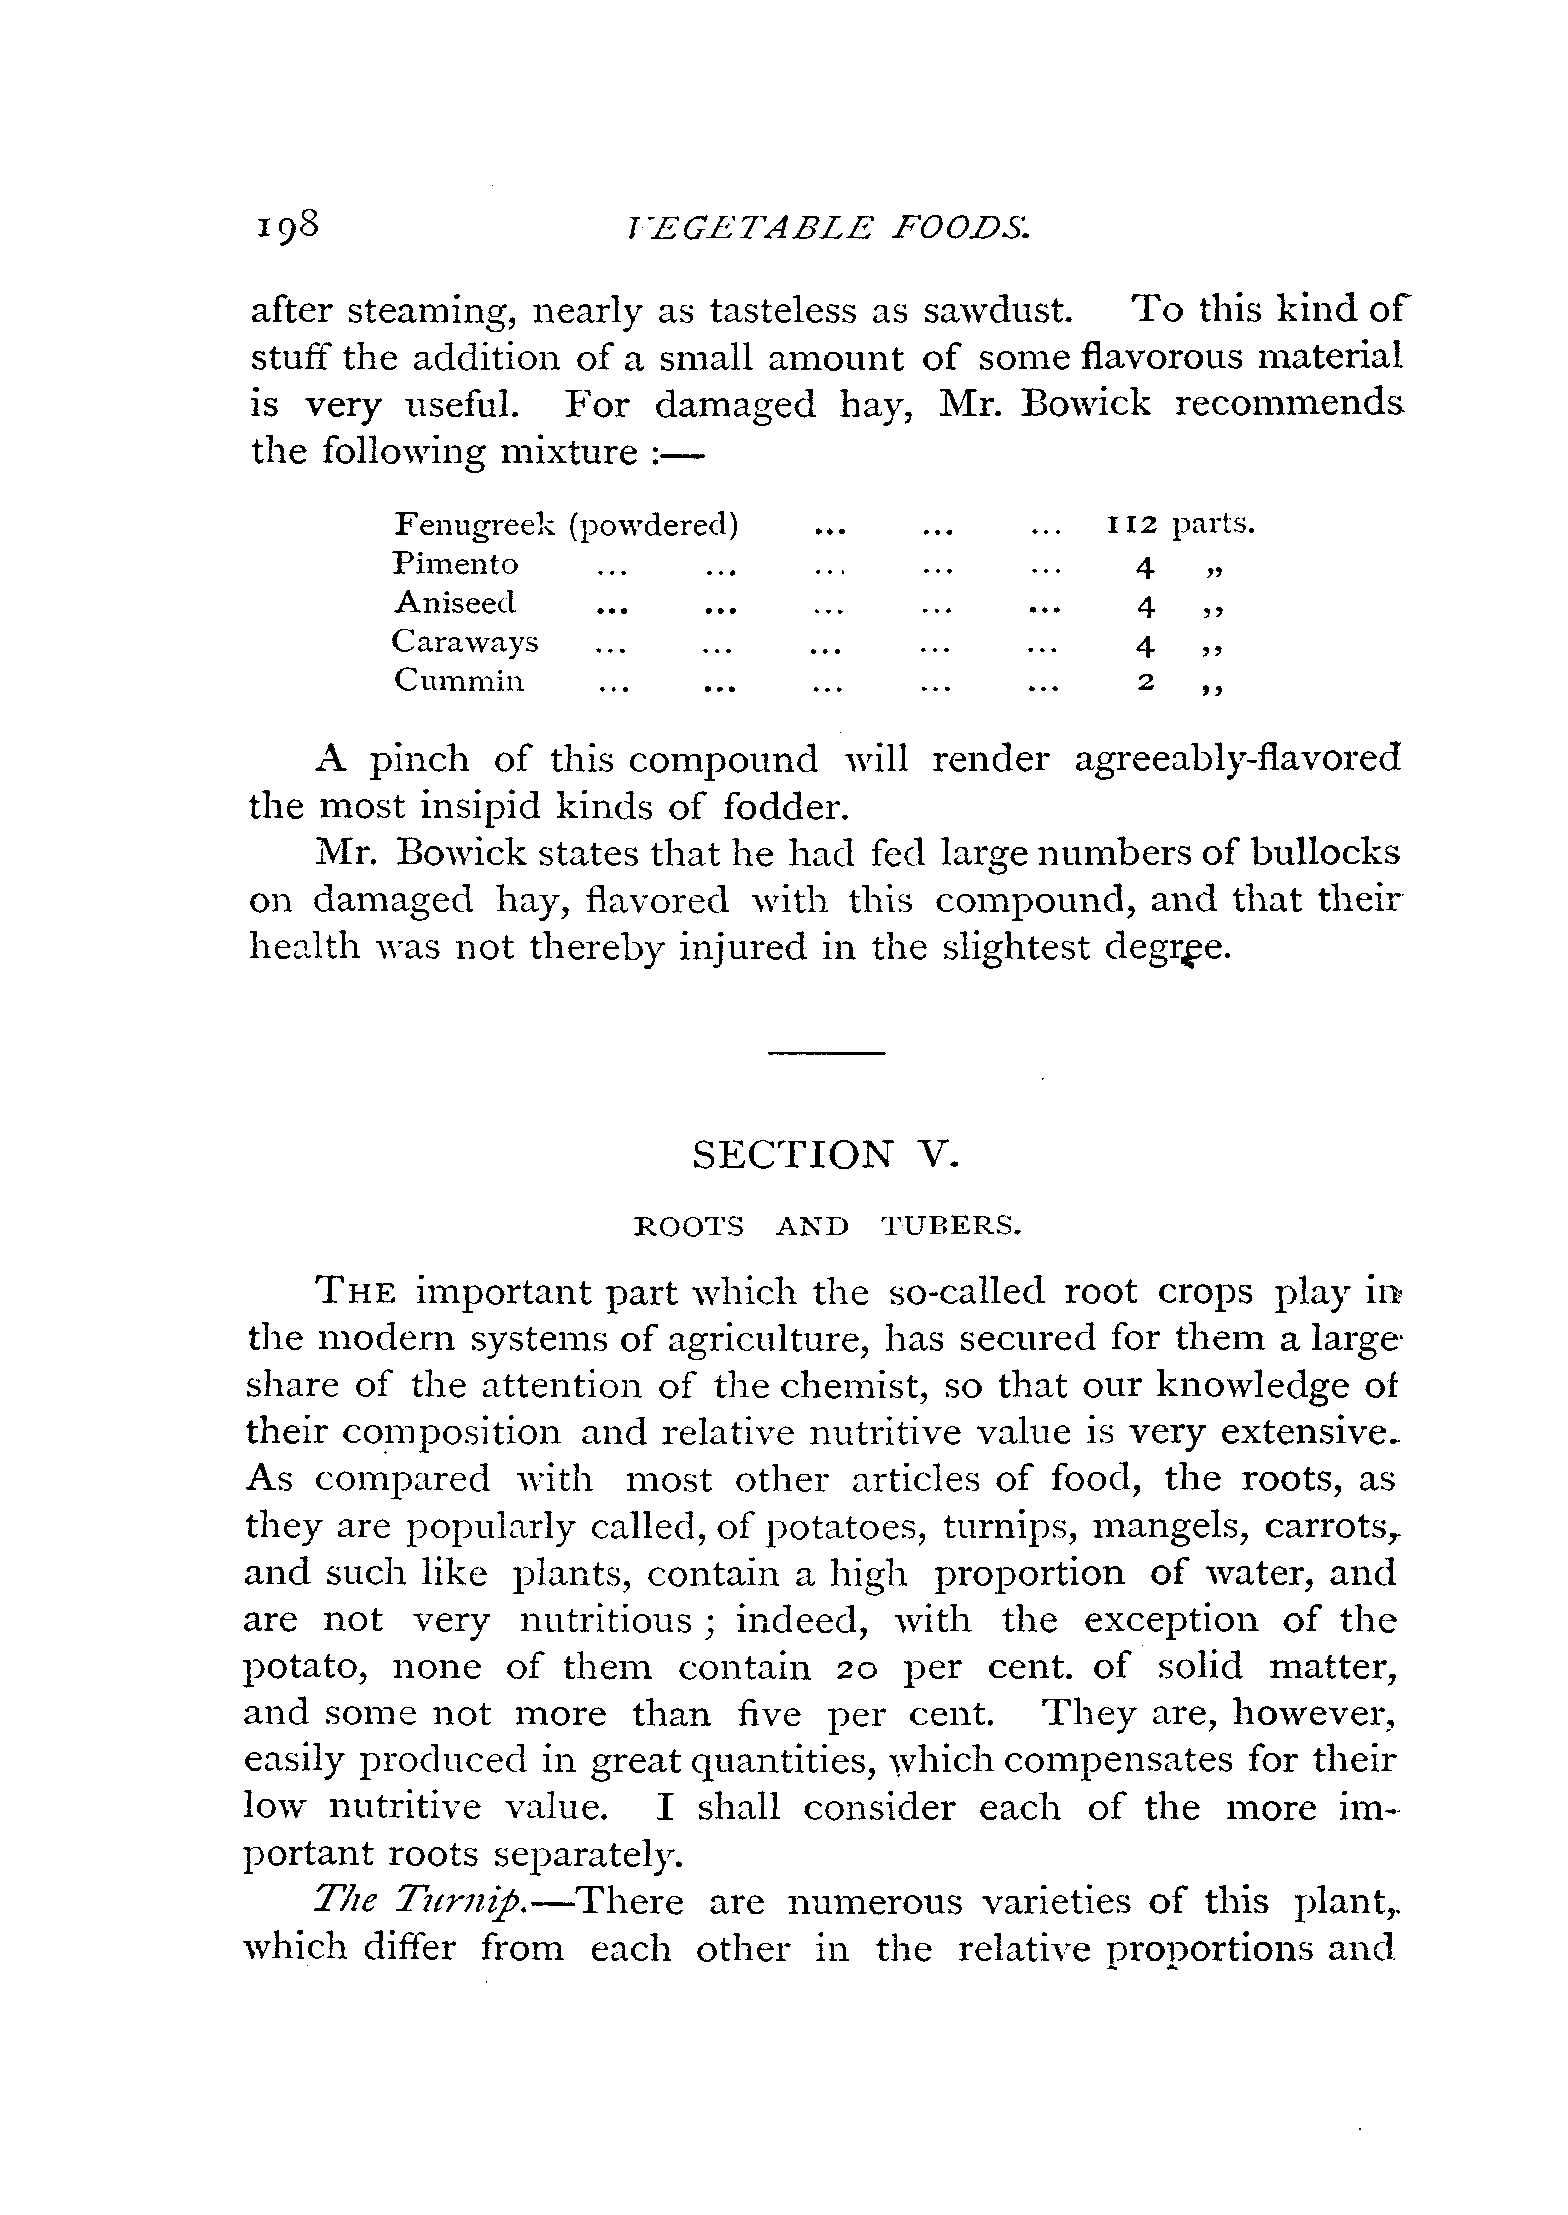 198 VEGETABLE FOODS.
after steaming, nearly as tasteless as sawdust. To this kind of
stuff the addition of a small amount of some flavorous material
is very useful. For damaged hay, Mr. Bowick recommends
the following mixture :—
Fenugreek (powdered) ... ... ... 112 parts.
Pimento ... ... ... ... ... 4 „
Aniseed ... ... ... ... ... 4 „
Caraways ... ... ... ... ... 4 „
Cummin ... ... ... ... ... 2 „
A pinch of this compound will render agreeably-flavored
the most insipid kinds of fodder.
Mr. Bowick states that he had fed large numbers of bullocks
on damaged hay, flavored with this compound, and that their
health was not thereby injured in the slightest degree.
SECTION V.
ROOTS AND TUBERS.
THE important part which the so-called root crops play in
the modern systems of agriculture, has secured for them a large
share of the attention of the chemist, so that our knowledge of
their composition and relative nutritive value is very extensive.
As compared with most other articles of food, the roots, as
they are popularly called, of potatoes, turnips, mangels, carrots,
and such like plants, contain a high proportion of water, and
are not very nutritious ; indeed, with the exception of the
potato, none of them contain 20 per cent. of solid matter,
and some not more than five per cent. They are, however,
easily produced in great quantities, which compensates for their
low nutritive value. I shall consider each of the more im-
portant roots separately.
The Turnip.—There are numerous varieties of this plant,
which differ from each other in the relative proportions and